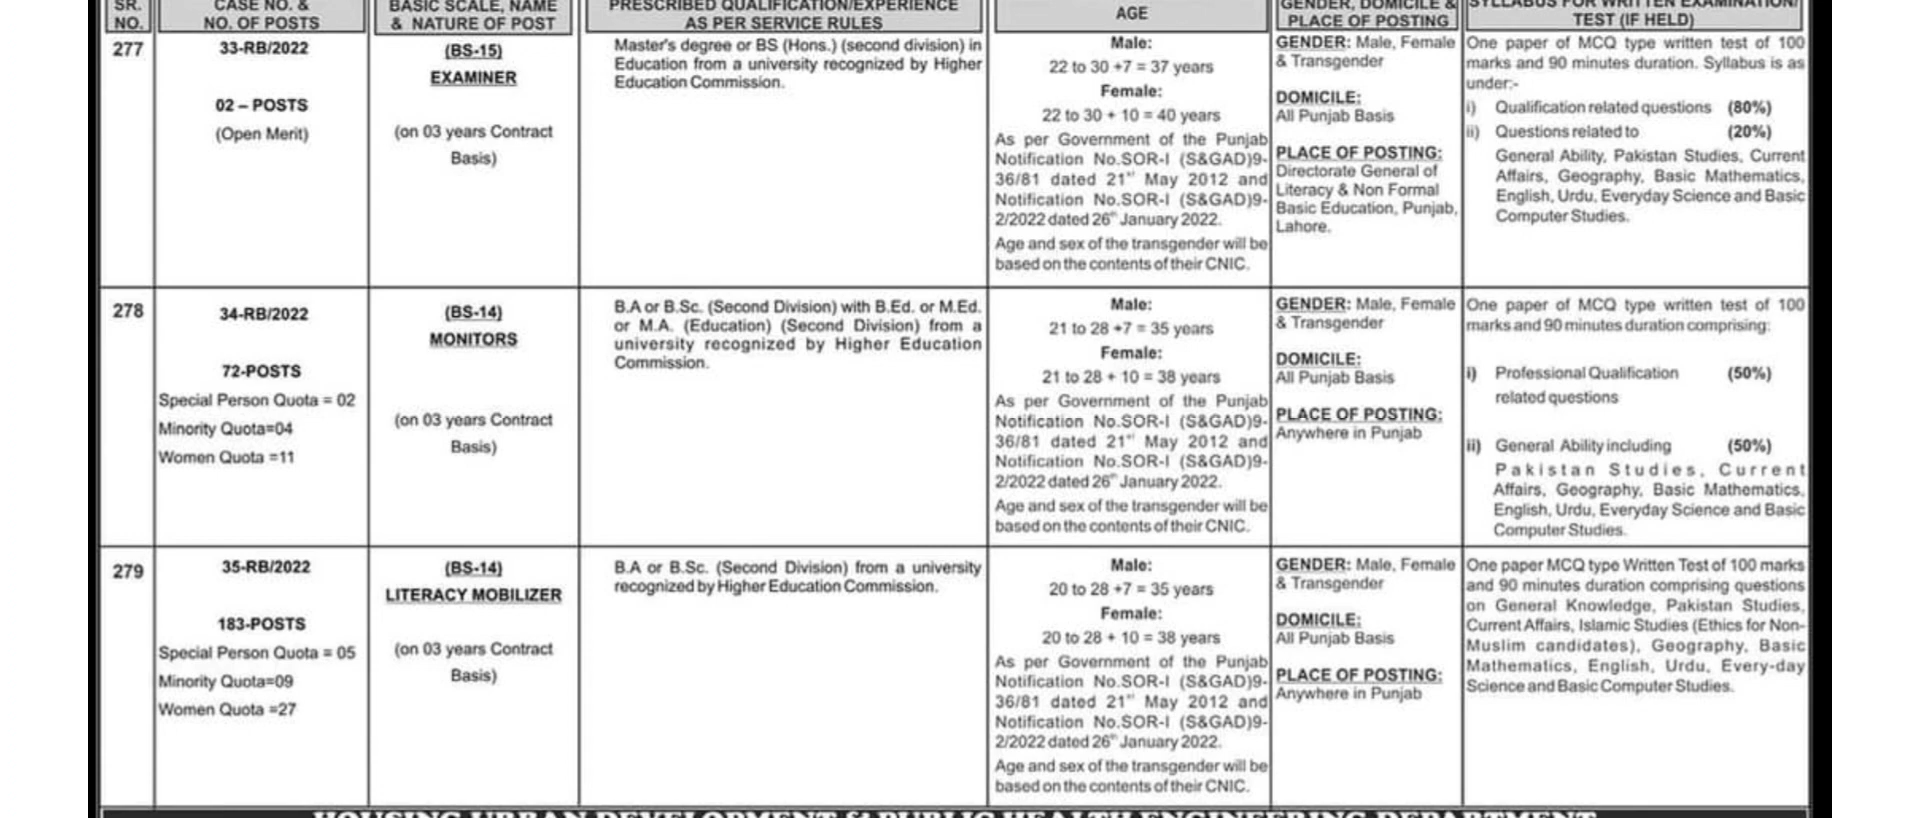 SR. NO.
CASE NO. & NO. OF POSTS
BASIC SCALE, NAME & NATURE OF POST
PRESCRIBED QUALIFICATION/EXPERIENCE AS PER SERVICE RULES
AGE
GENDER, DOMICILE & PLACE OF POSTING
SYLLABUS FOR WRITTEN EXAMINATION/ TEST (IF HELD)
277
33-RB/2022
02 – POSTS
(Open Merit)
(BS-15)
EXAMINER
(on 03 years Contract
Basis)
Master's degree or BS (Hons.) (second division) in
Education from a university recognized by Higher
Education Commission.
Male:
22 to 30 +7 = 37 years
Female:
22 to 30 + 10 = 40 years
As per Government of the Punjab
Notification No.SOR-I (S&GAD)9-
36/81 dated 21st May 2012 and
Notification No.SOR-I (S&GAD)9-
2/2022 dated 26th January 2022.
Age and sex of the transgender will be
based on the contents of their CNIC.
GENDER: Male, Female
& Transgender
DOMICILE:
All Punjab Basis
PLACE OF POSTING:
Directorate General of
Literacy & Non Formal
Basic Education, Punjab,
Lahore.
One paper of MCQ type written test of 100
marks and 90 minutes duration. Syllabus is as
under:-
i) Qualification related questions (80%)
ii) Questions related to (20%)
General Ability, Pakistan Studies, Current
Affairs, Geography, Basic Mathematics,
English, Urdu, Everyday Science and Basic
Computer Studies.
278
34-RB/2022
72-POSTS
Special Person Quota = 02
Minority Quota=04
Women Quota =11
(BS-14)
MONITORS
(on 03 years Contract
Basis)
B.A or B.Sc. (Second Division) with B.Ed. or M.Ed.
or M.A. (Education) (Second Division) from a
university recognized by Higher Education
Commission.
Male:
21 to 28 +7 = 35 years
Female:
21 to 28 + 10 = 38 years
As per Government of the Punjab
Notification No.SOR-I (S&GAD)9-
36/81 dated 21st May 2012 and
Notification No.SOR-I (S&GAD)9-
2/2022 dated 26th January 2022.
Age and sex of the transgender will be
based on the contents of their CNIC.
GENDER: Male, Female
& Transgender
DOMICILE:
All Punjab Basis
PLACE OF POSTING:
Anywhere in Punjab
One paper of MCQ type written test of 100
marks and 90 minutes duration comprising:
i) Professional Qualification (50%)
related questions
ii) General Ability including (50%)
Pakistan Studies, Current
Affairs, Geography, Basic Mathematics,
English, Urdu, Everyday Science and Basic
Computer Studies.
279
35-RB/2022
183-POSTS
Special Person Quota = 05
Minority Quota=09
Women Quota =27
(BS-14)
LITERACY MOBILIZER
(on 03 years Contract
Basis)
B.A or B.Sc. (Second Division) from a university
recognized by Higher Education Commission.
Male:
20 to 28 +7 = 35 years
Female:
20 to 28 + 10 = 38 years
As per Government of the Punjab
Notification No.SOR-I (S&GAD)9-
36/81 dated 21st May 2012 and
Notification No.SOR-I (S&GAD)9-
2/2022 dated 26th January 2022.
Age and sex of the transgender will be
based on the contents of their CNIC.
GENDER: Male, Female
& Transgender
DOMICILE:
All Punjab Basis
PLACE OF POSTING:
Anywhere in Punjab
One paper MCQ type Written Test of 100 marks
and 90 minutes duration comprising questions
on General Knowledge, Pakistan Studies,
Current Affairs, Islamic Studies (Ethics for Non-
Muslim candidates), Geography, Basic
Mathematics, English, Urdu, Every-day
Science and Basic Computer Studies.
HOUSING URBAN DEVELOPMENT & PUBLIC HEALTH ENGINEERING DEPARTMENT